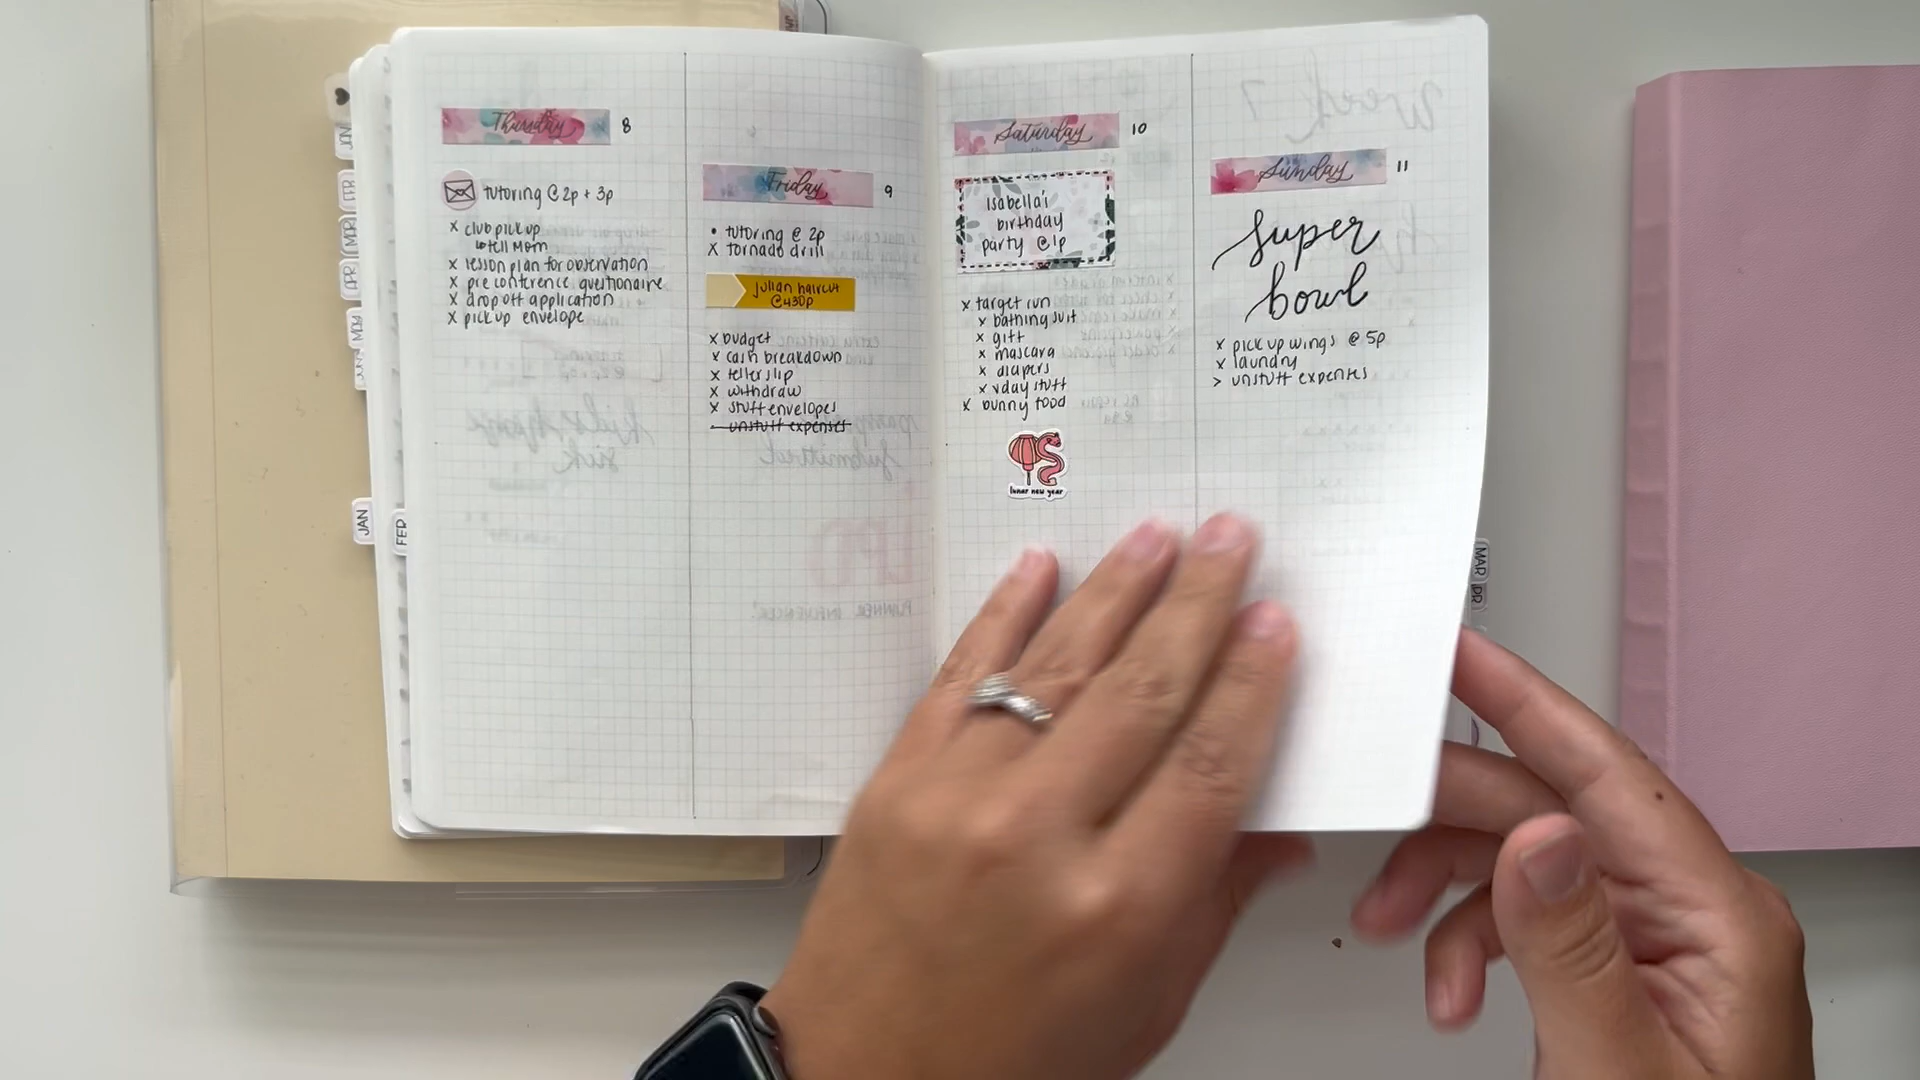 Thursday 8
tutoring @ 2p + 3p
x club pick up
↳ tell mom
x lesson plan for observation
x pre conference questionaire
x drop off application
x pick up envelope
Friday 9
• tutoring @ 2p
x tornado drill
julian haircut
@ 430p
x budget
x cash breakdown
x teller slip
x withdraw
x stuff envelopes
• unstuff expenses
Saturday 10
isabella's
birthday
party @ 1p
x target run
x bathing suit
x gift
x mascara
x diapers
x vday stuff
x bunny food
lunar new year
Sunday 11
super
bowl
x pick up wings @ 5p
x laundry
> unstuff expenses
JAN
FEB
MAR
APR
MAY
JAN
FEB
MAR
week 7
PLANNER INFLUENCER